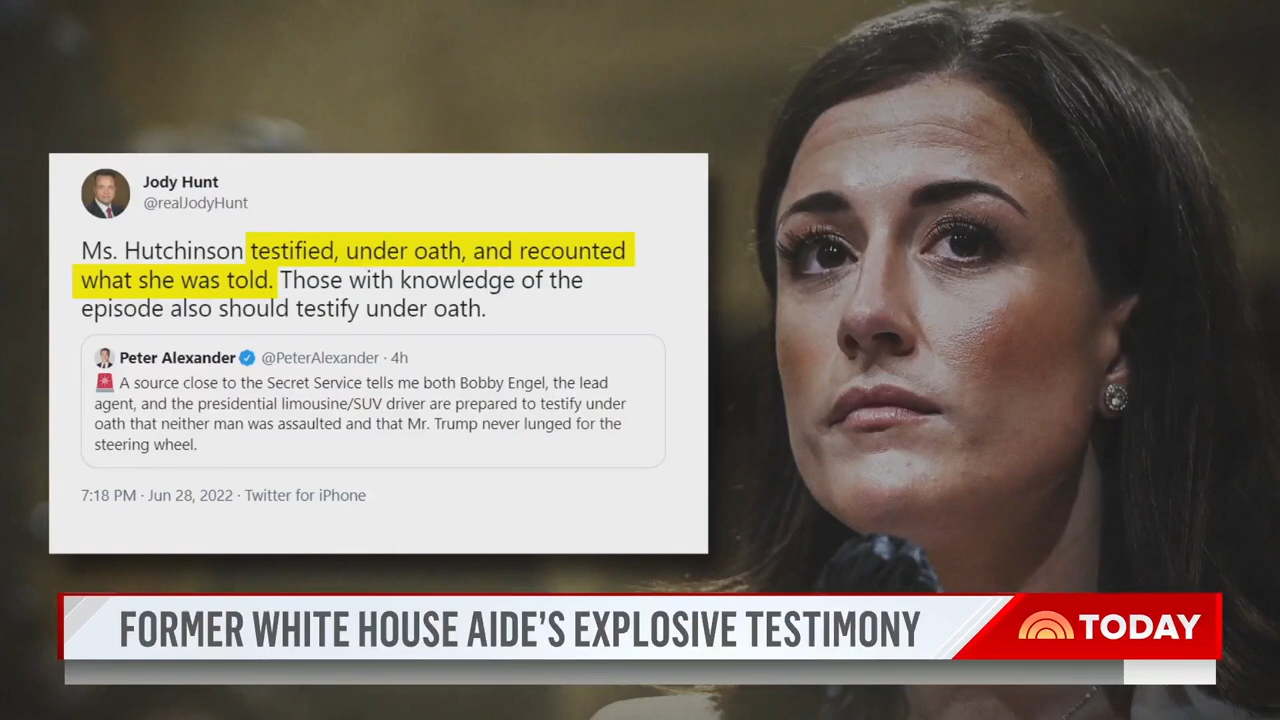 Jody Hunt
@realJodyHunt
Ms. Hutchinson testified, under oath, and recounted
what she was told. Those with knowledge of the
episode also should testify under oath.
Peter Alexander @PeterAlexander · 4h
🚨 A source close to the Secret Service tells me both Bobby Engel, the lead
agent, and the presidential limousine/SUV driver are prepared to testify under
oath that neither man was assaulted and that Mr. Trump never lunged for the
steering wheel.
7:18 PM · Jun 28, 2022 · Twitter for iPhone
FORMER WHITE HOUSE AIDE'S EXPLOSIVE TESTIMONY
TODAY